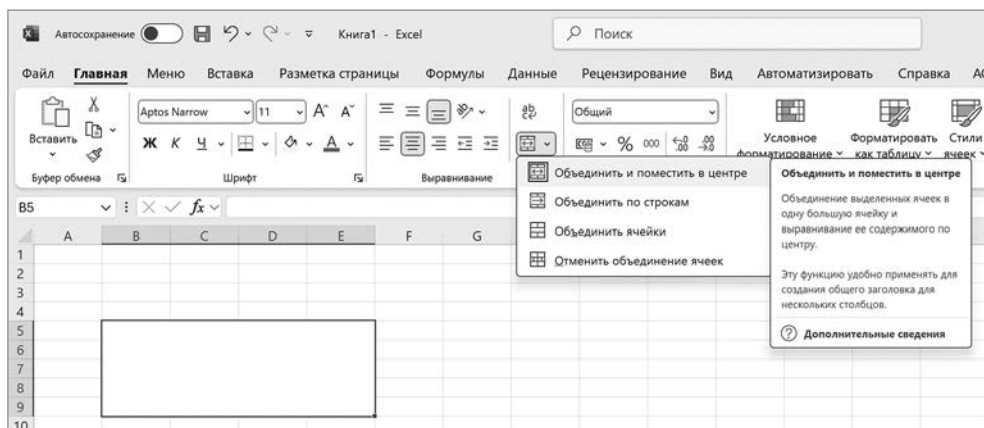 Автосохранение Книга1 - Excel Поиск
Файл Главная Меню Вставка Разметка страницы Формулы Данные Рецензирование Вид Автоматизировать Справка
Вставить
Буфер обмена
Aptos Narrow 11 A A
Ж К Ч A
Шрифт
Выравнивание
ab
Общий
% 000
Условное
форматирование
Форматировать
как таблицу
Стили
ячеек
Объединить и поместить в центре
Объединить по строкам
Объединить ячейки
Отменить объединение ячеек
Объединить и поместить в центре
Объединение выделенных ячеек в
одну большую ячейку и
выравнивание ее содержимого по
центру.
Эту функцию удобно применять для
создания общего заголовка для
нескольких столбцов.
? Дополнительные сведения
B5 fx
A B C D E F G
1
2
3
4
5
6
7
8
9
10